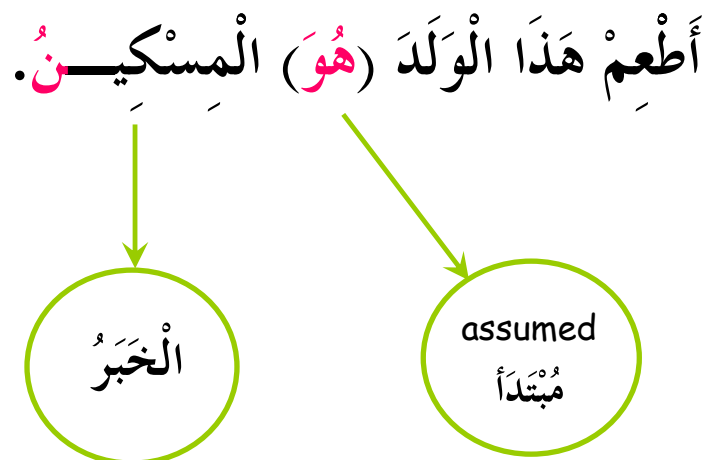 أَطْعِمْ هَذَا الْوَلَدَ (هُوَ) الْمِسْكِيــنُ.
assumed
مُبْتَدَأ
الْخَبَرُ